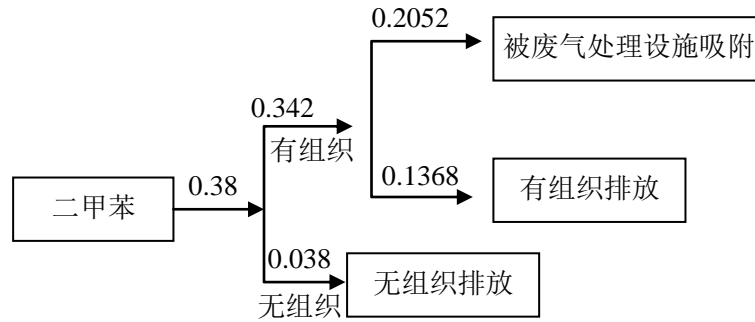 0.2052
被废气处理设施吸附
0.342
有组织
0.1368
有组织排放
二甲苯
0.38
0.038
无组织
无组织排放